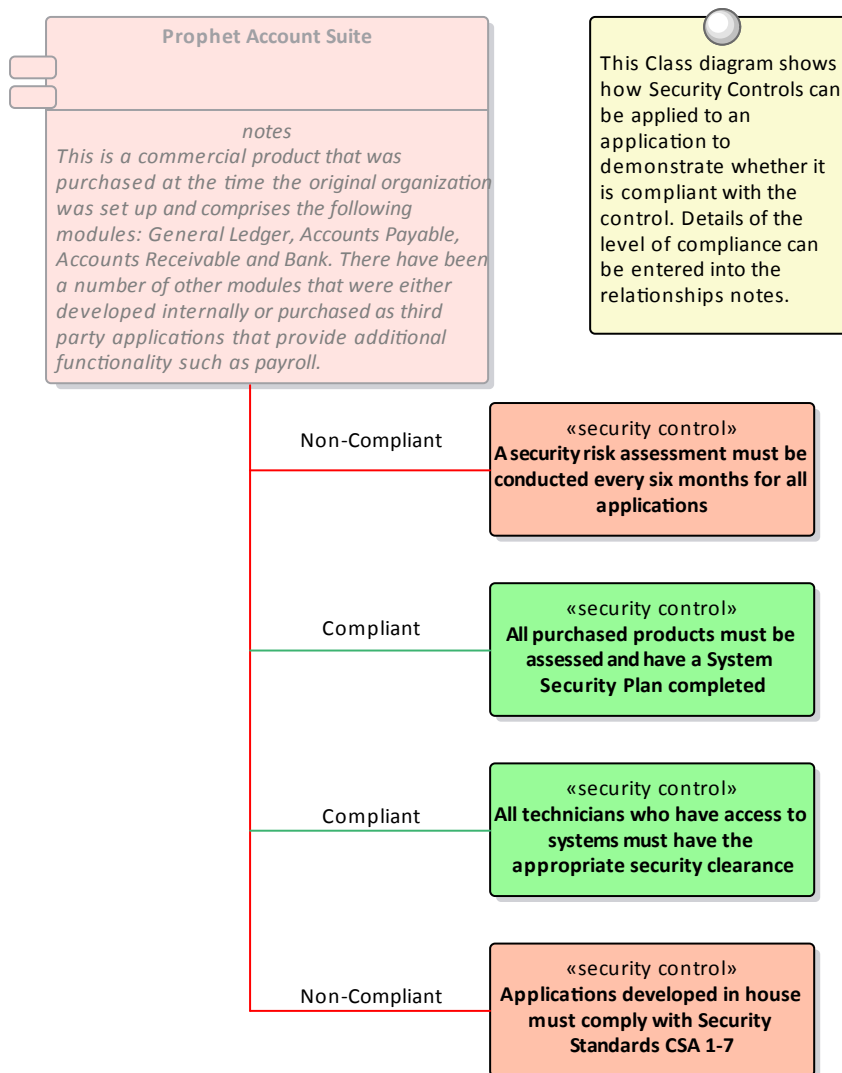 Prophet Account Suite
notes
This is a commercial product that was
purchased at the time the original organization
was set up and comprises the following
modules: General Ledger, Accounts Payable,
Accounts Receivable and Bank. There have been
a number of other modules that were either
developed internally or purchased as third
party applications that provide additional
functionality such as payroll.
This Class diagram shows
how Security Controls can
be applied to an
application to
demonstrate whether it
is compliant with the
control. Details of the
level of compliance can
be entered into the
relationships notes.
Non-Compliant
«security control»
A security risk assessment must be
conducted every six months for all
applications
Compliant
«security control»
All purchased products must be
assessed and have a System
Security Plan completed
Compliant
«security control»
All technicians who have access to
systems must have the
appropriate security clearance
Non-Compliant
«security control»
Applications developed in house
must comply with Security
Standards CSA 1-7